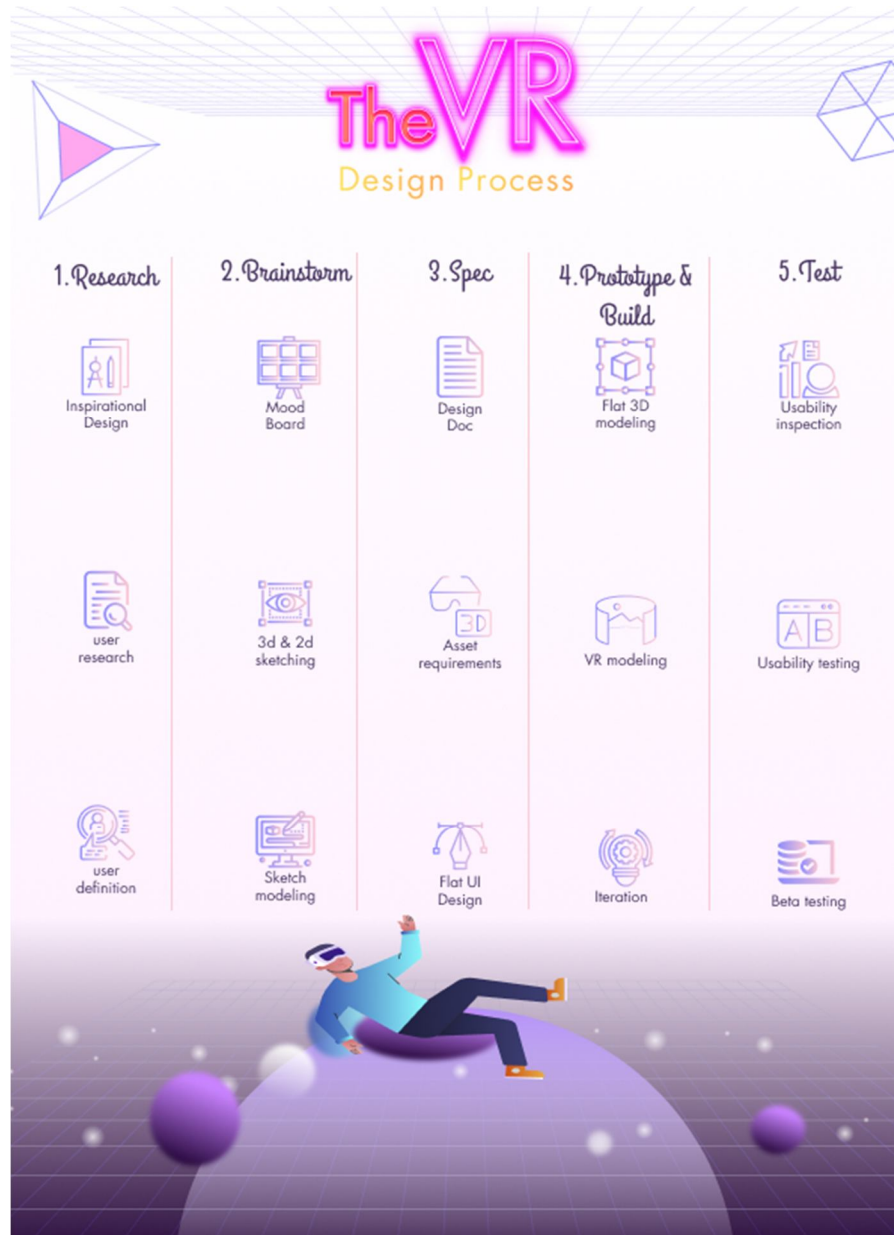 The VR
Design Process
1. Research
Inspirational
Design
user
research
user
definition
2. Brainstorm
Mood
Board
3d & 2d
sketching
Sketch
modeling
3. Spec
Design
Doc
3D
Asset
requirements
Flat UI
Design
4. Prototype &
Build
Flat 3D
modeling
VR modeling
Iteration
5. Test
Usability
inspection
A B
Usability testing
Beta testing